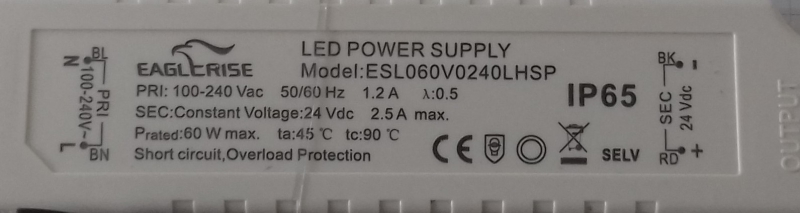 EAGLERISE
LED POWER SUPPLY
Model:ESL060V0240LHSP
PRI: 100-240 Vac 50/60 Hz 1.2 A λ:0.5
SEC:Constant Voltage:24 Vdc 2.5 A max.
Prated:60 W max. ta:45 ℃ tc:90 ℃
Short circuit,Overload Protection
IP65
CE
SELV
BL
N
100-240V~
PRI
L
BN
BK
-
SEC
24 Vdc
RD
+
OUTPUT